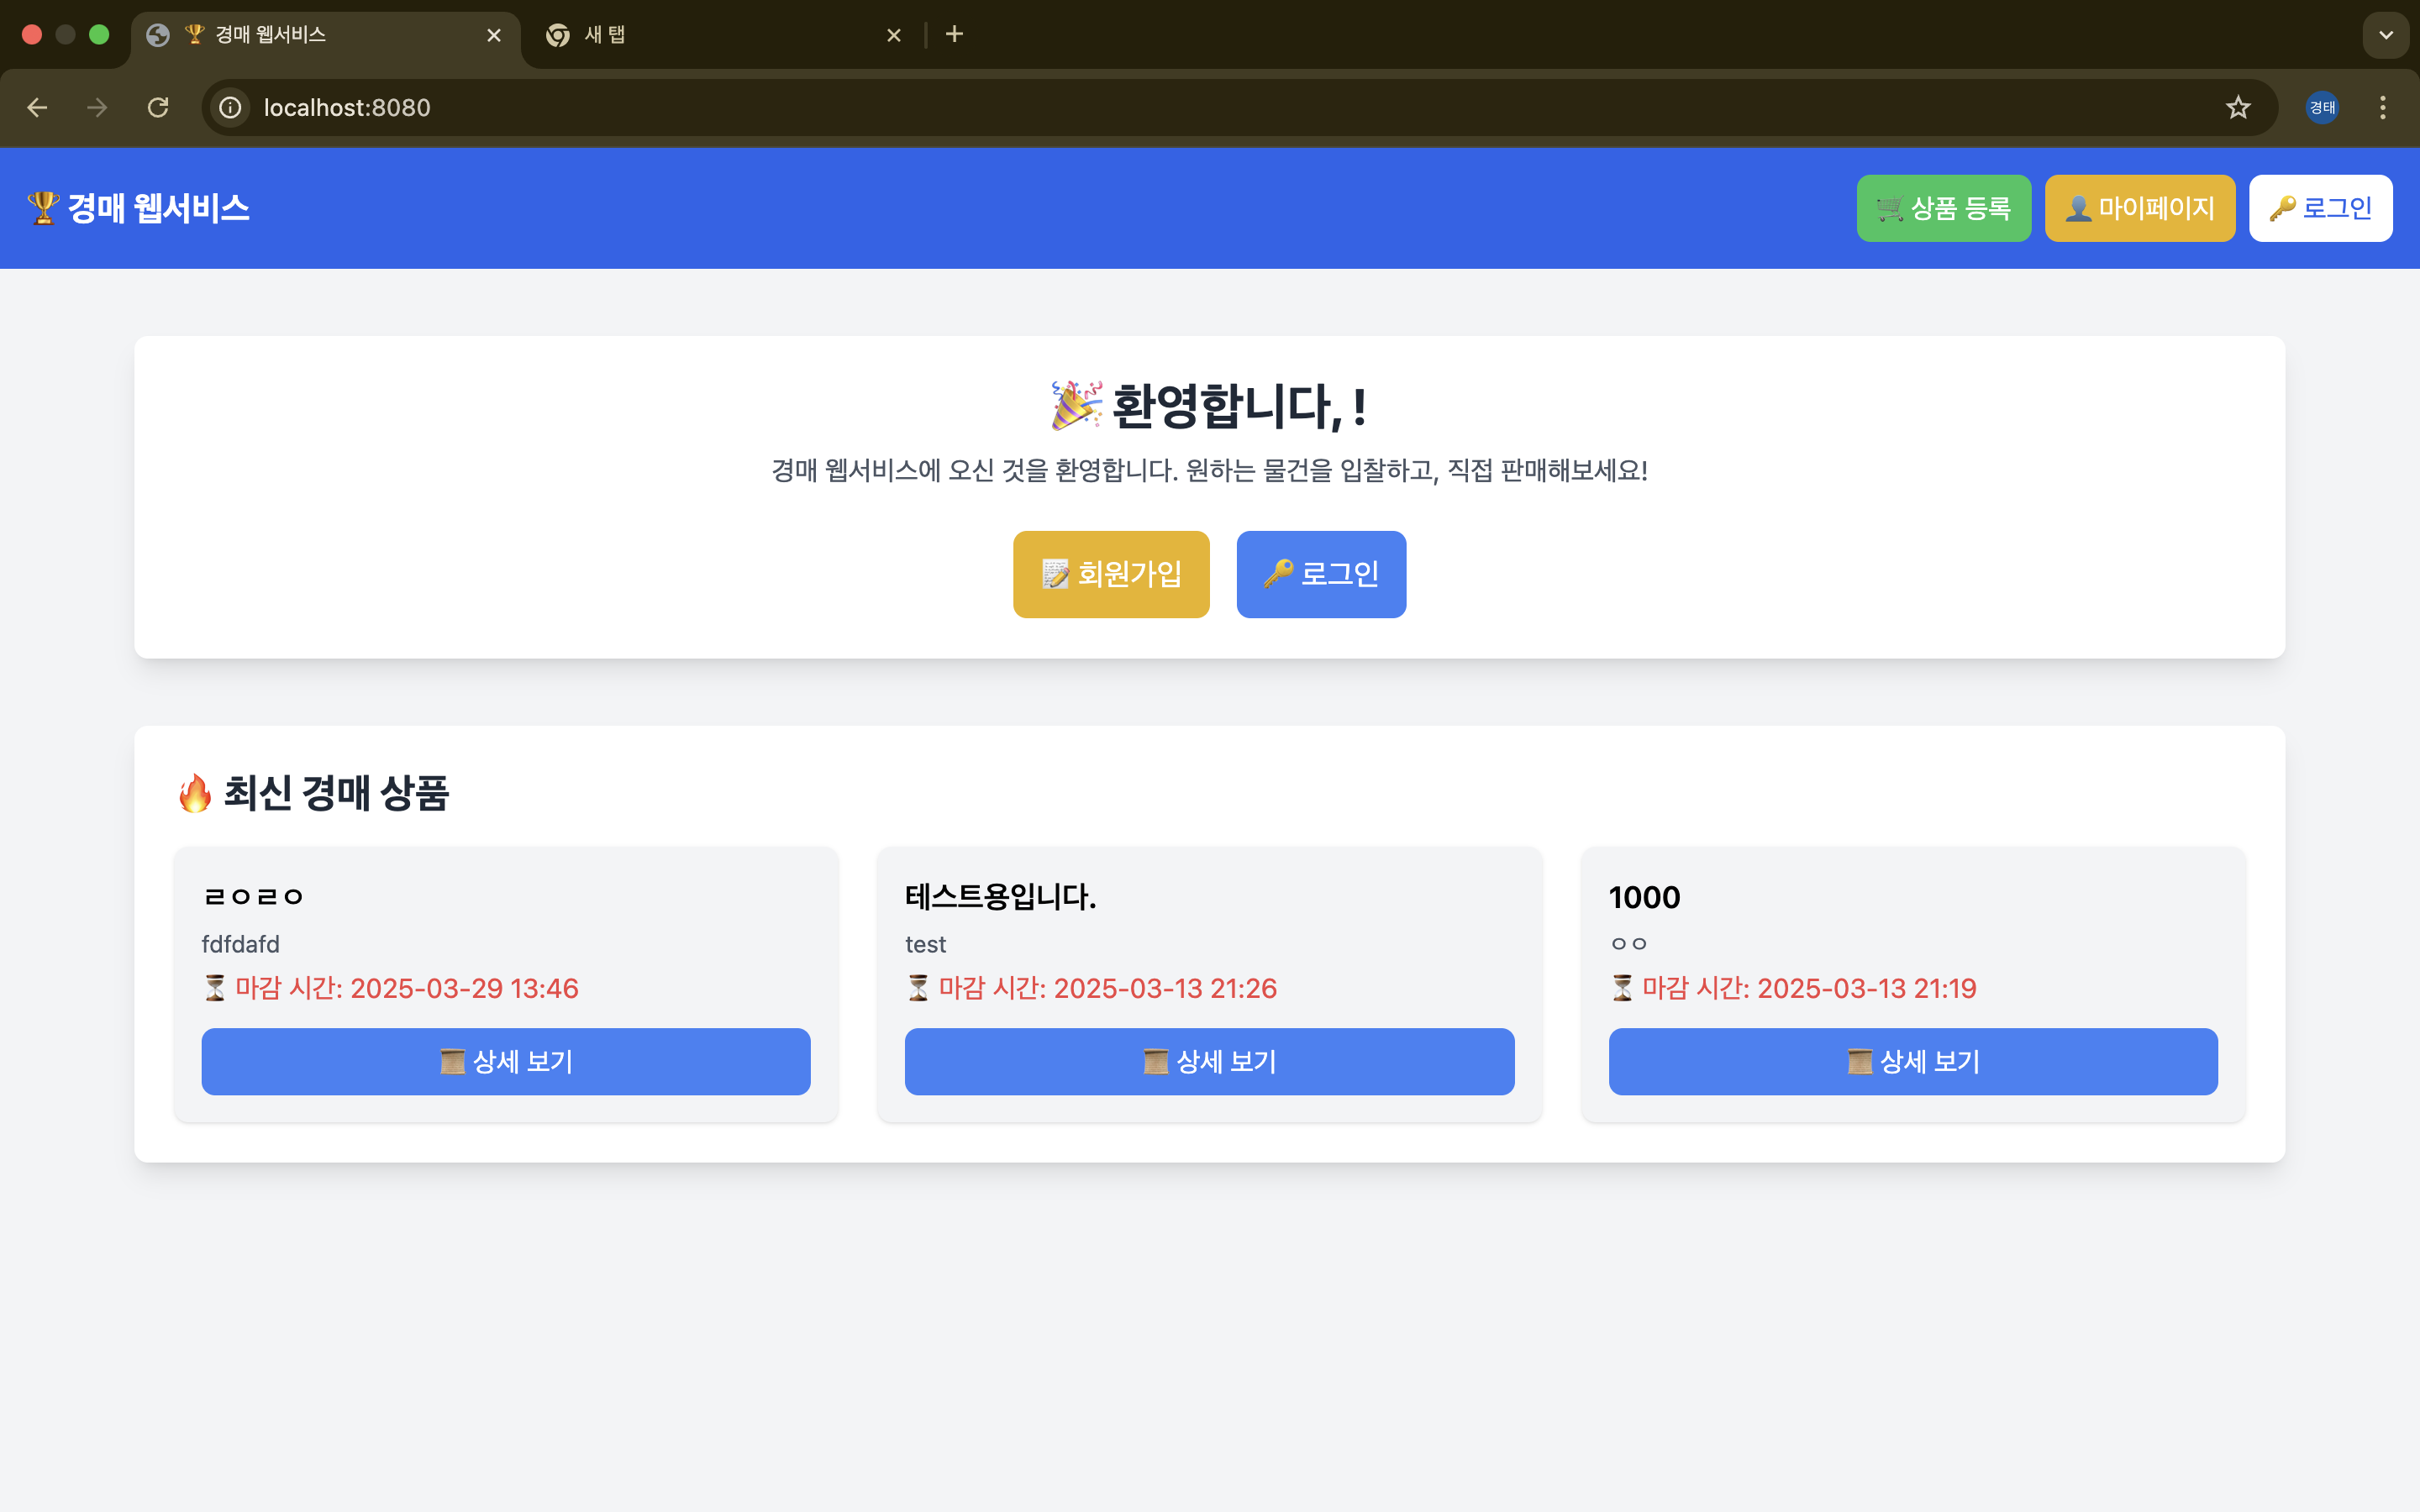 🏆 경매 웹서비스
새 탭
localhost:8080
경태
🏆 경매 웹서비스
🛒 상품 등록
👤 마이페이지
🔑 로그인
🎉 환영합니다, !
경매 웹서비스에 오신 것을 환영합니다. 원하는 물건을 입찰하고, 직접 판매해보세요!
📝 회원가입
🔑 로그인
🔥 최신 경매 상품
ㄹㅇㄹㅇ
fdfdafd
⏳ 마감 시간: 2025-03-29 13:46
📜 상세 보기
테스트용입니다.
test
⏳ 마감 시간: 2025-03-13 21:26
📜 상세 보기
1000
ㅇㅇ
⏳ 마감 시간: 2025-03-13 21:19
📜 상세 보기